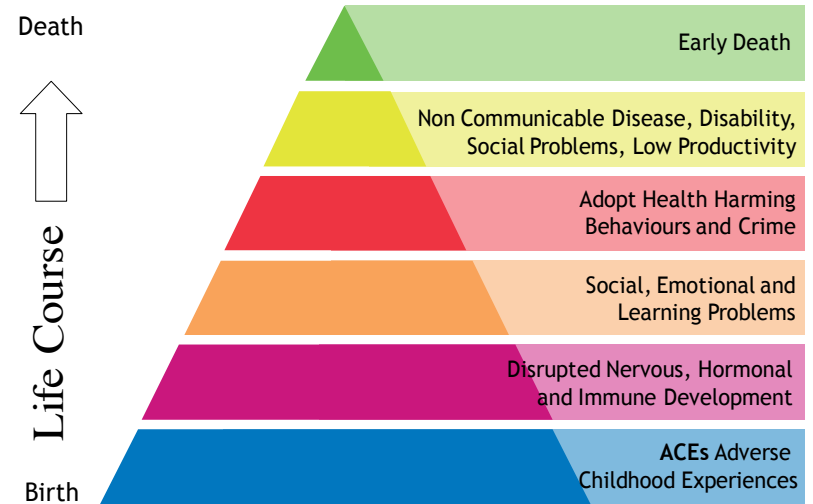 Death
Early Death
Non Communicable Disease, Disability,
Social Problems, Low Productivity
Adopt Health Harming
Behaviours and Crime
Social, Emotional and
Learning Problems
Disrupted Nervous, Hormonal
and Immune Development
ACEs Adverse
Childhood Experiences
Life Course
Birth